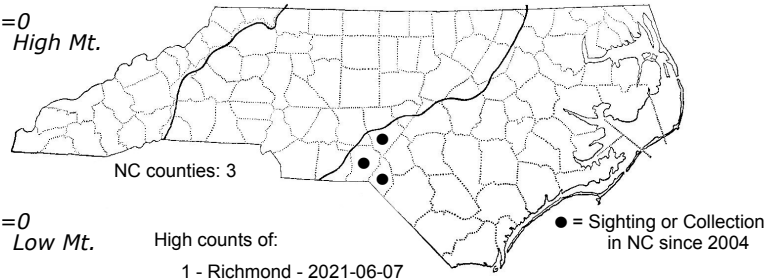 =0
High Mt.
NC counties: 3
=0
Low Mt.
High counts of:
1 - Richmond - 2021-06-07
● = Sighting or Collection
in NC since 2004